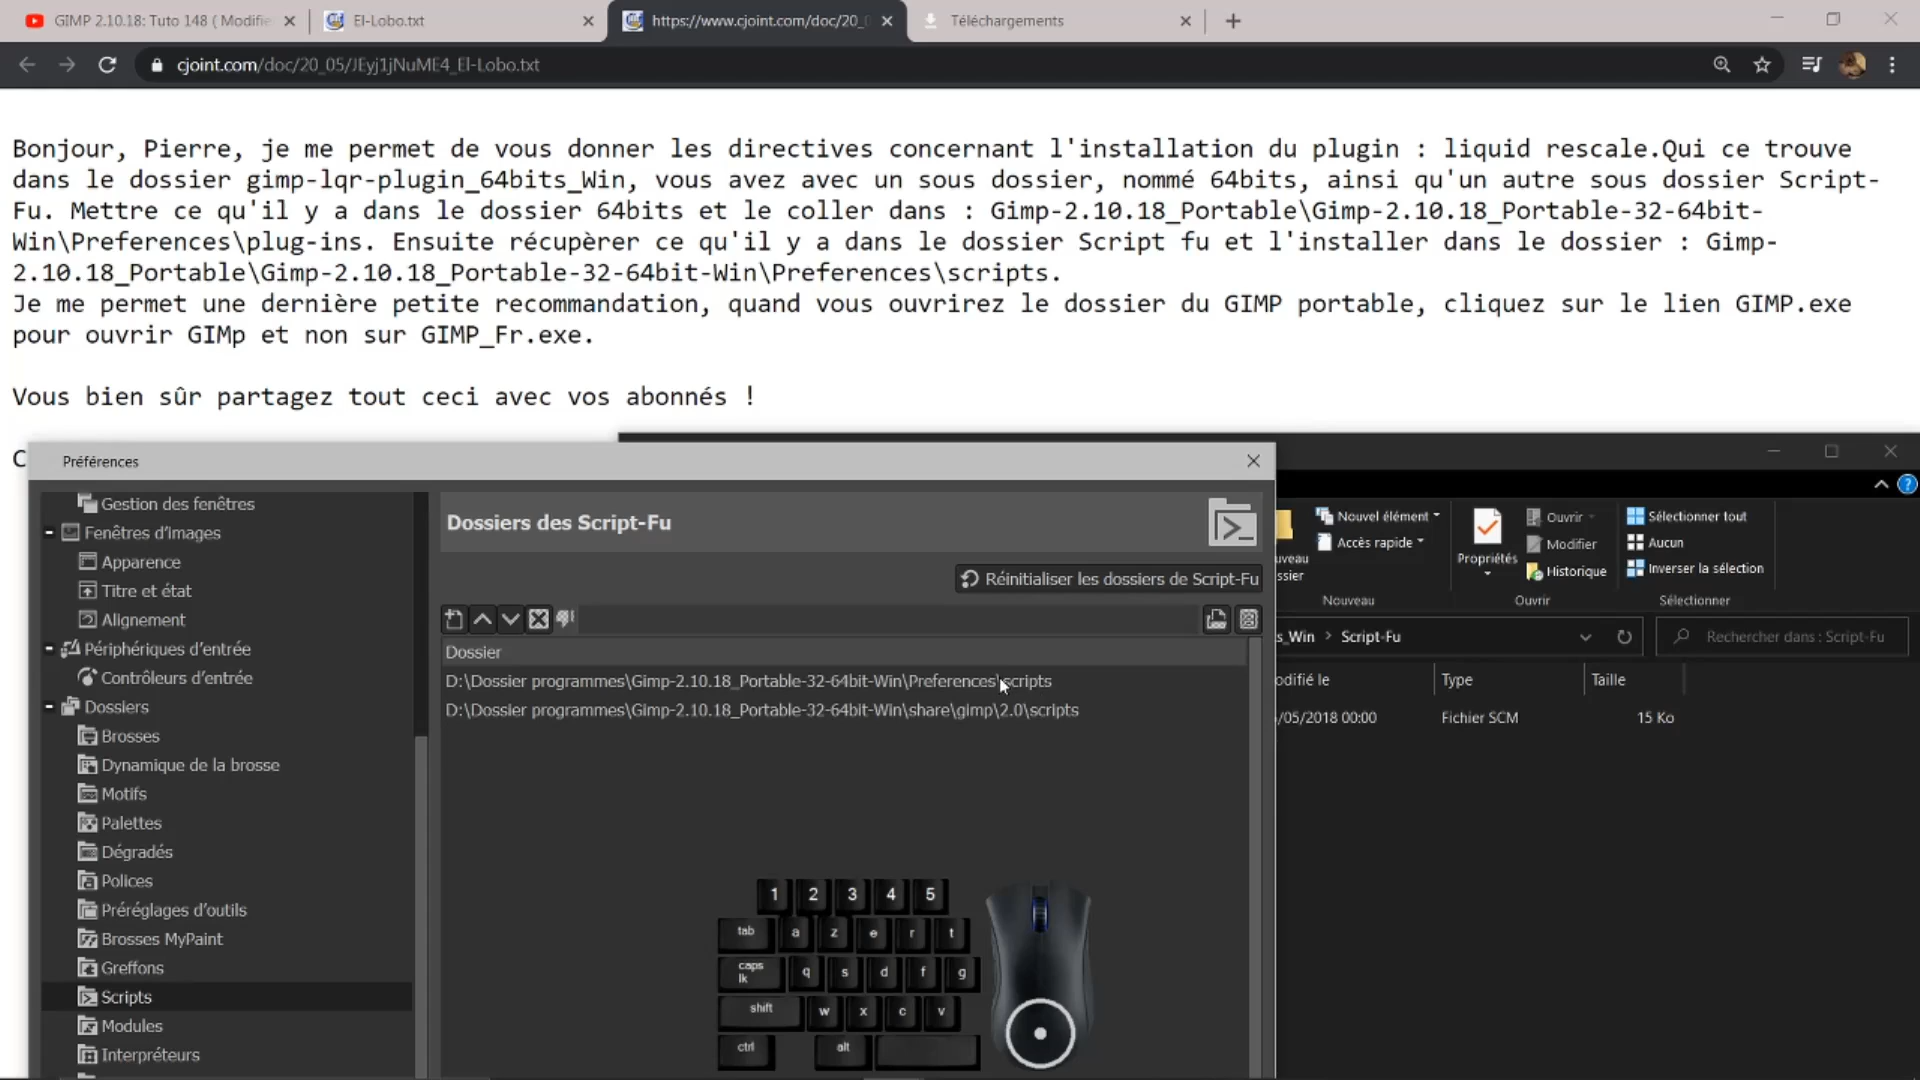 GIMP 2.10.18: Tuto 148 ( Modifie
El-Lobo.txt
https://www.cjoint.com/doc/20_0
Téléchargements
cjoint.com/doc/20_05/JEyj1jNuME4_El-Lobo.txt
Bonjour, Pierre, je me permet de vous donner les directives concernant l'installation du plugin : liquid rescale.Qui ce trouve
dans le dossier gimp-lqr-plugin_64bits_Win, vous avez avec un sous dossier, nommé 64bits, ainsi qu'un autre sous dossier Script-
Fu. Mettre ce qu'il y a dans le dossier 64bits et le coller dans : Gimp-2.10.18_Portable\Gimp-2.10.18_Portable-32-64bit-
Win\Preferences\plug-ins. Ensuite récupèrer ce qu'il y a dans le dossier Script fu et l'installer dans le dossier : Gimp-
2.10.18_Portable\Gimp-2.10.18_Portable-32-64bit-Win\Preferences\scripts.
Je me permet une dernière petite recommandation, quand vous ouvrirez le dossier du GIMP portable, cliquez sur le lien GIMP.exe
pour ouvrir GIMp et non sur GIMP_Fr.exe.
Vous bien sûr partagez tout ceci avec vos abonnés !
C
Préférences
Gestion des fenêtres
Fenêtres d'images
Apparence
Titre et état
Alignement
Périphériques d'entrée
Contrôleurs d'entrée
Dossiers
Brosses
Dynamique de la brosse
Motifs
Palettes
Dégradés
Polices
Préréglages d'outils
Brosses MyPaint
Greffons
Scripts
Modules
Interpréteurs
Dossiers des Script-Fu
Réinitialiser les dossiers de Script-Fu
Dossier
D:\Dossier programmes\Gimp-2.10.18_Portable-32-64bit-Win\Preferences\scripts
D:\Dossier programmes\Gimp-2.10.18_Portable-32-64bit-Win\share\gimp\2.0\scripts
1 2 3 4 5
tab a z e r t
caps lk q s d f g
shift w x c v
ctrl alt
uveau
ssier
Nouvel élément
Accès rapide
Nouveau
Propriétés
Ouvrir
Modifier
Historique
Ouvrir
Sélectionner tout
Aucun
Inverser la sélection
Sélectionner
s_Win > Script-Fu
Rechercher dans : Script-Fu
odifié le Type Taille
/05/2018 00:00 Fichier SCM 15 Ko